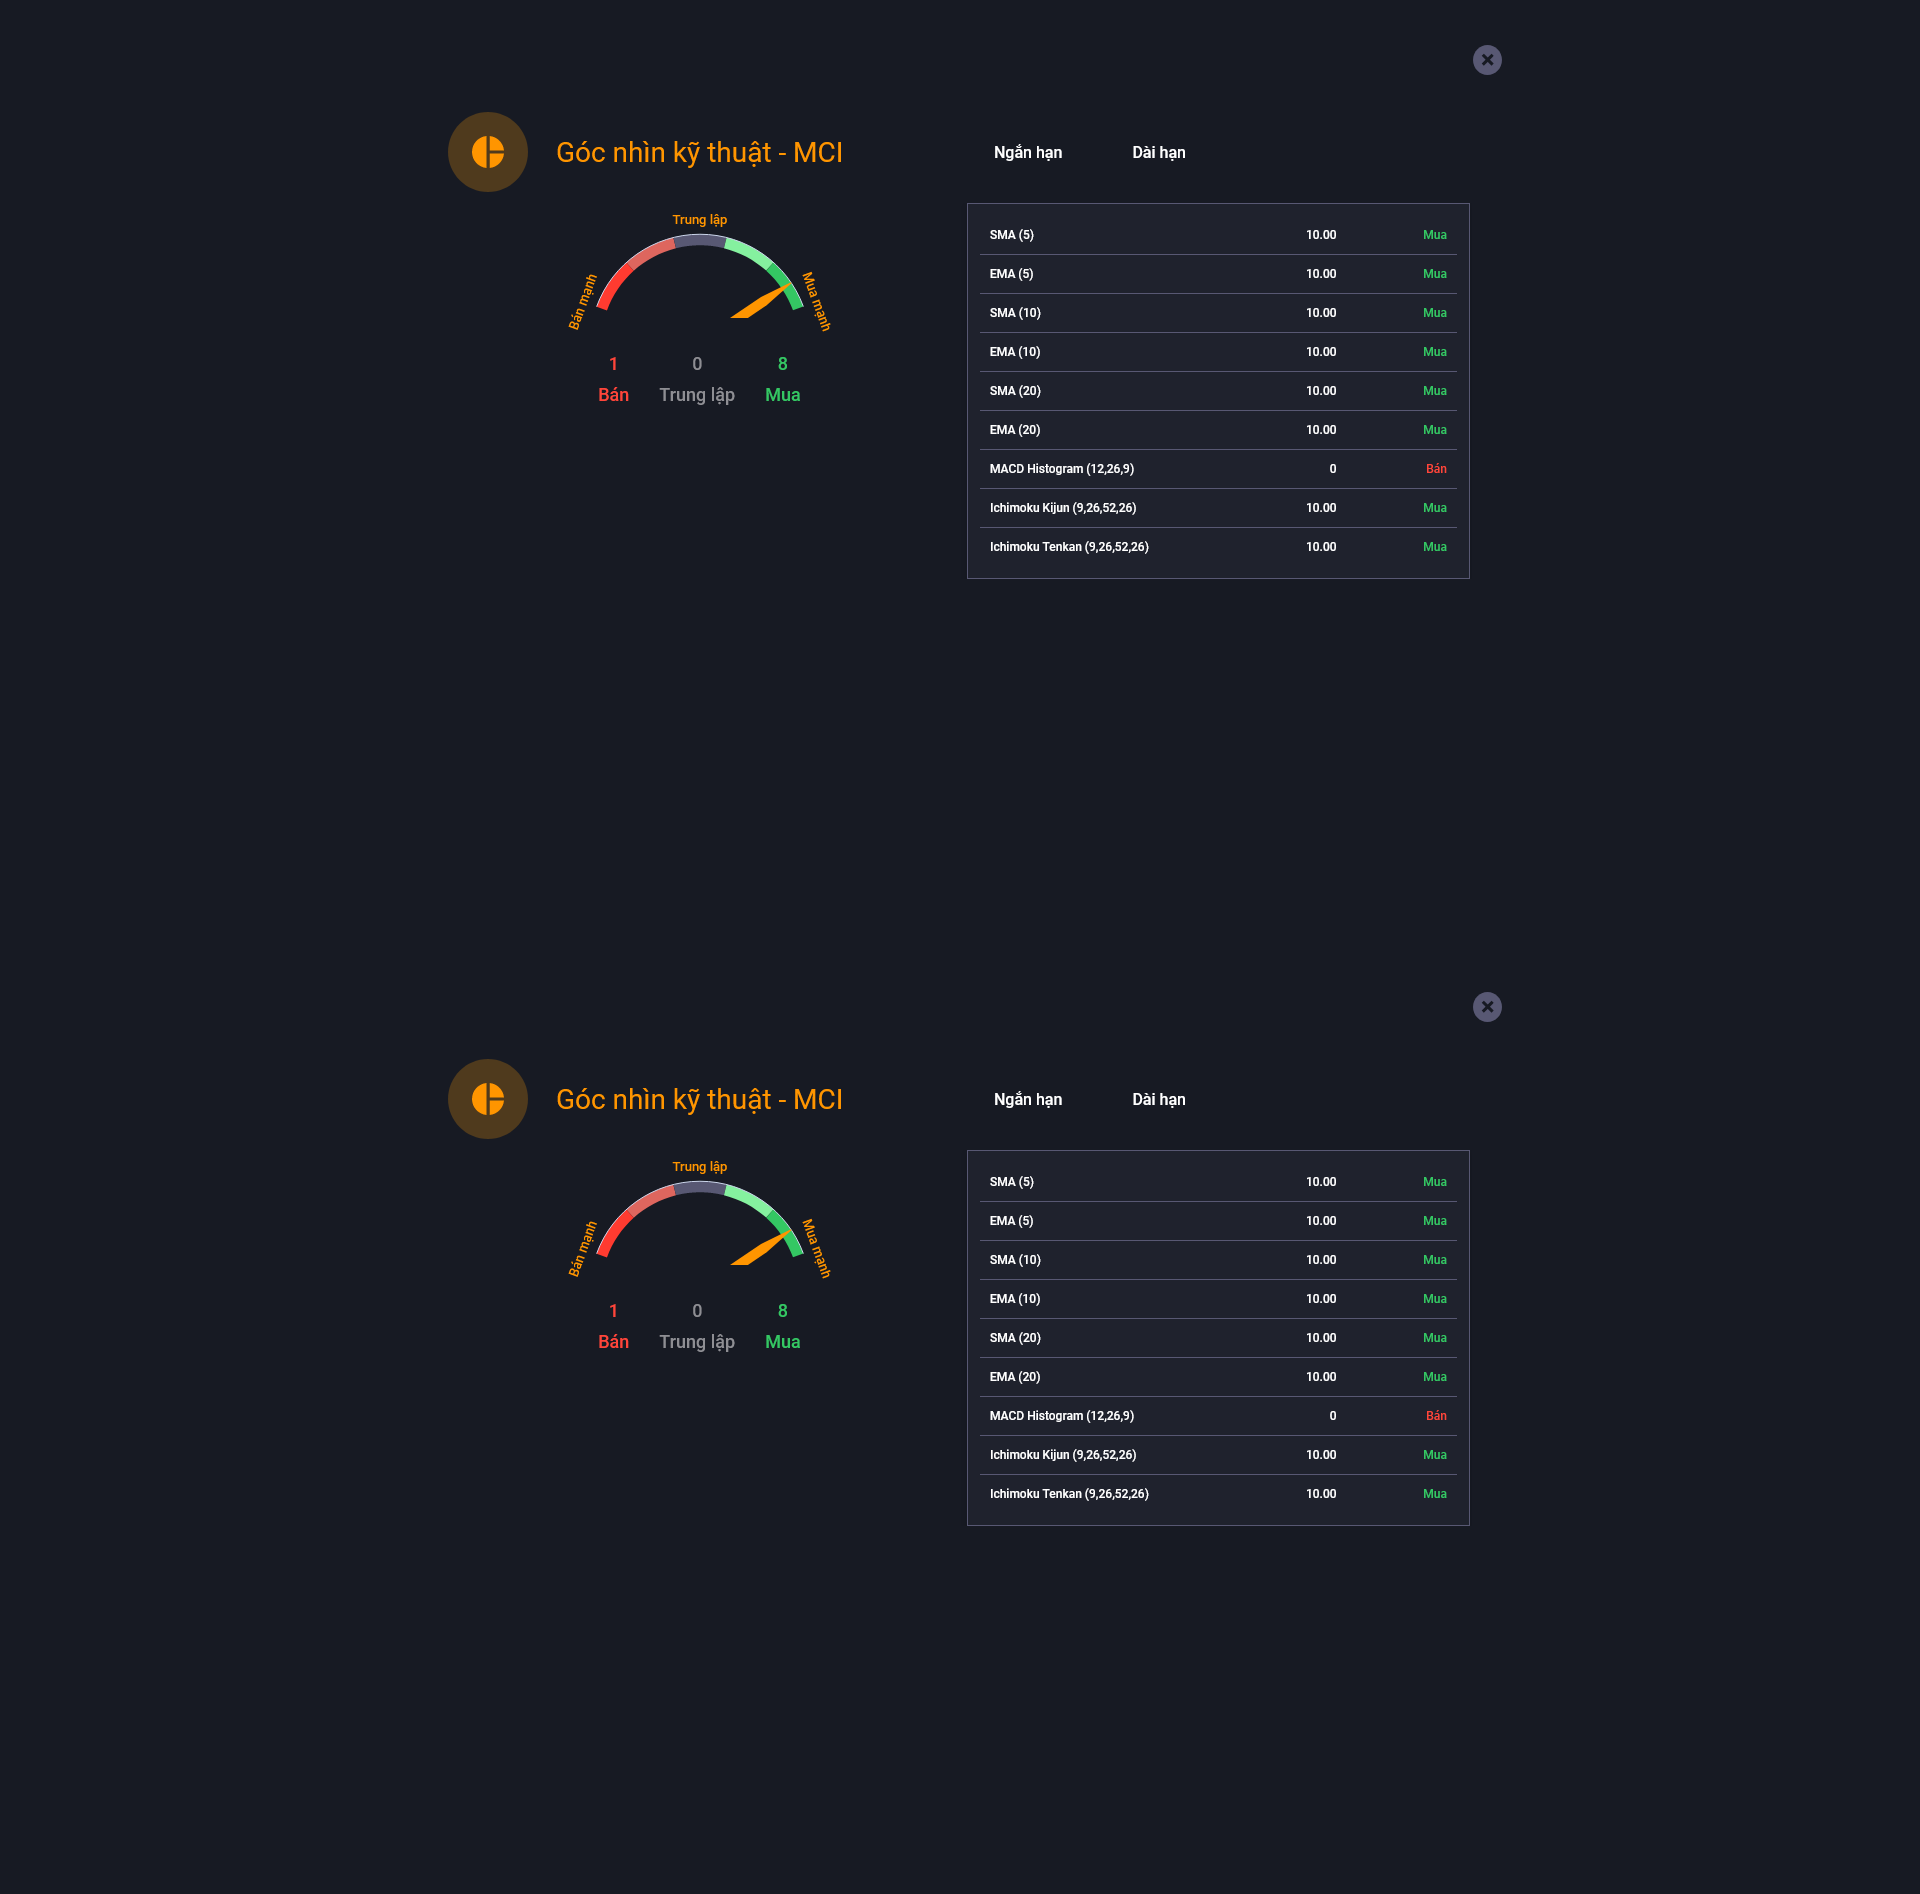 Góc nhìn kỹ thuật - MCI
Ngắn hạn Dài hạn
Trung lập
Bán mạnh
Mua mạnh
1 0 8
Bán Trung lập Mua
SMA (5) 10.00 Mua
EMA (5) 10.00 Mua
SMA (10) 10.00 Mua
EMA (10) 10.00 Mua
SMA (20) 10.00 Mua
EMA (20) 10.00 Mua
MACD Histogram (12,26,9) 0 Bán
Ichimoku Kijun (9,26,52,26) 10.00 Mua
Ichimoku Tenkan (9,26,52,26) 10.00 Mua
Góc nhìn kỹ thuật - MCI
Ngắn hạn Dài hạn
Trung lập
Bán mạnh
Mua mạnh
1 0 8
Bán Trung lập Mua
SMA (5) 10.00 Mua
EMA (5) 10.00 Mua
SMA (10) 10.00 Mua
EMA (10) 10.00 Mua
SMA (20) 10.00 Mua
EMA (20) 10.00 Mua
MACD Histogram (12,26,9) 0 Bán
Ichimoku Kijun (9,26,52,26) 10.00 Mua
Ichimoku Tenkan (9,26,52,26) 10.00 Mua